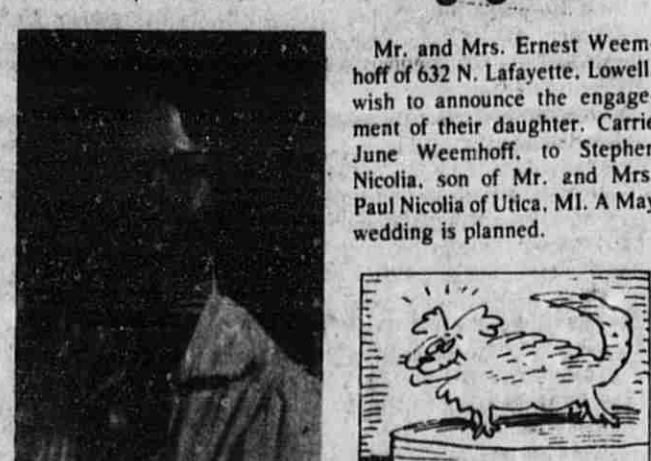 Mr. and Mrs. Ernest Weem-
hoff of 632 N. Lafayette, Lowell
wish to announce the engage-
ment of their daughter, Carrie
June Weemhoff, to Stephen
Nicolia, son of Mr. and Mrs.
Paul Nicolia of Utica, MI. A May
wedding is planned.